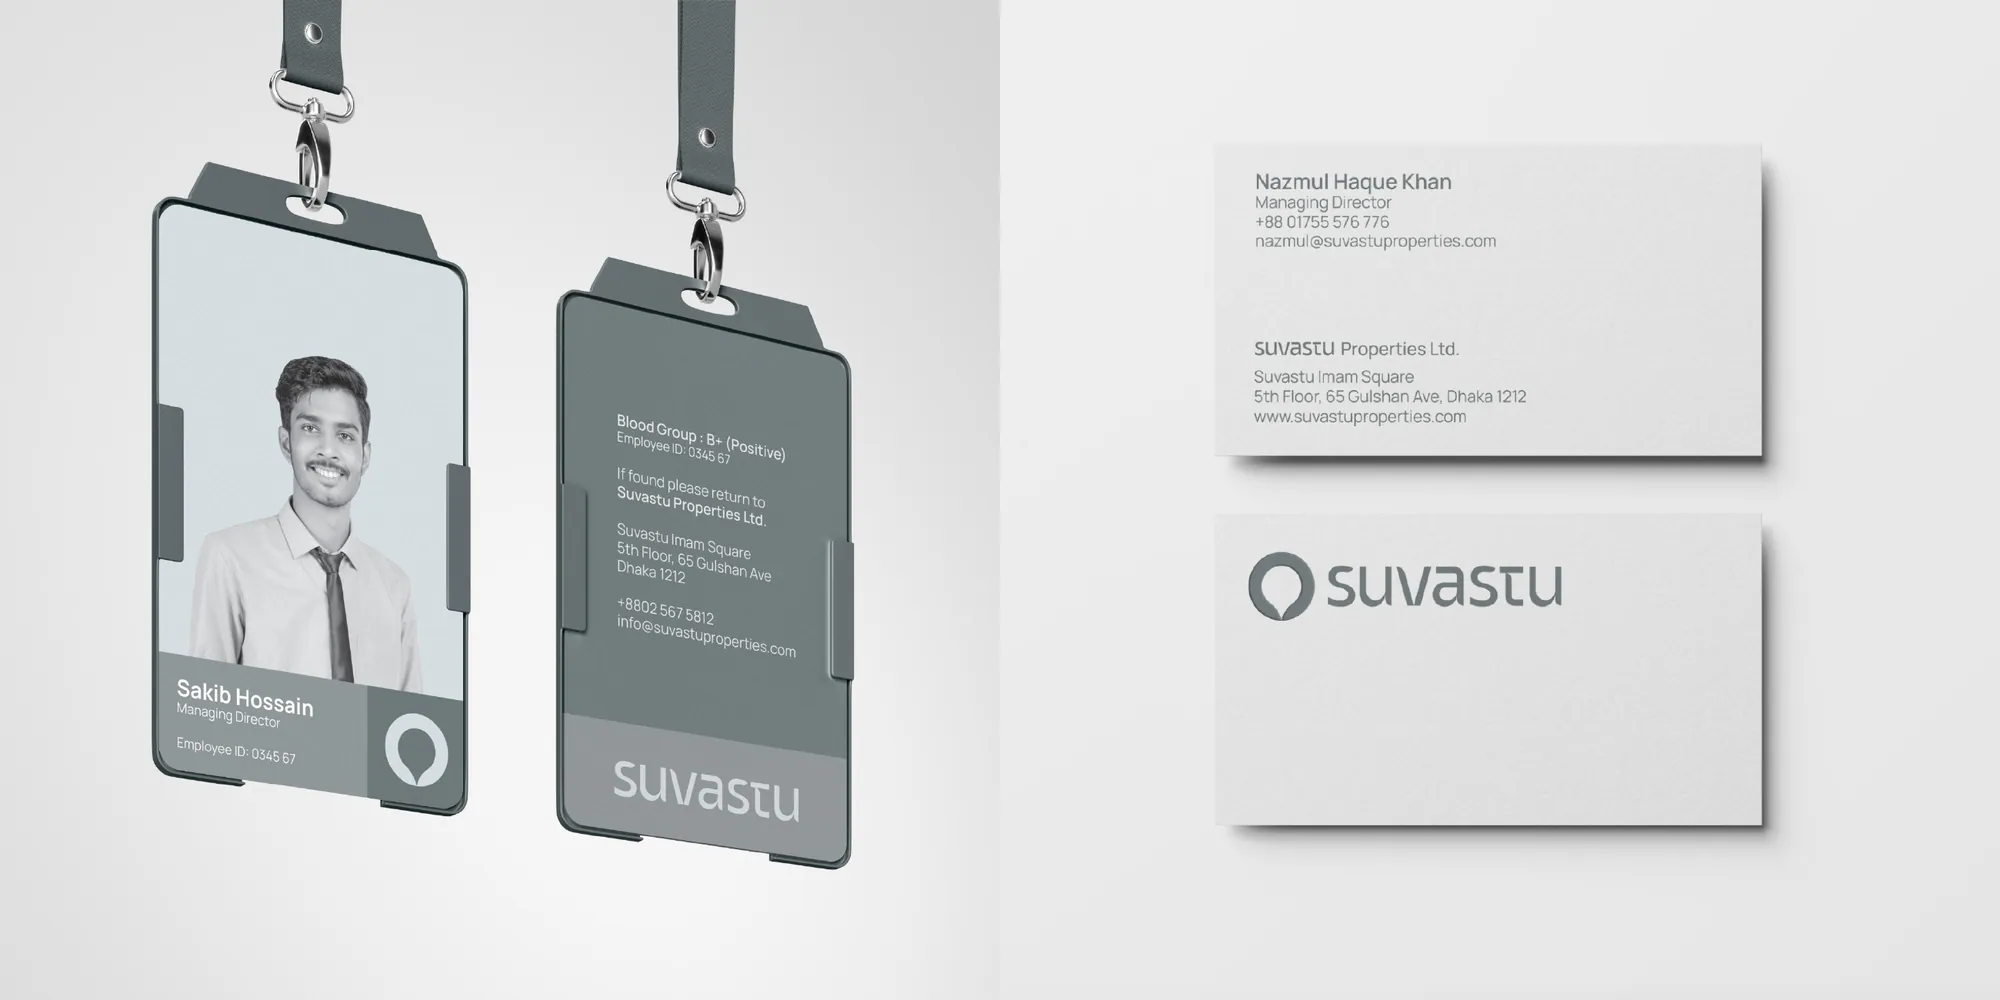 Sakib Hossain
Managing Director
Employee ID: 0345 67
Blood Group : B+ (Positive)
Employee ID: 0345 67
If found please return to
Suvastu Properties Ltd.
Suvastu Imam Square
5th Floor, 65 Gulshan Ave
Dhaka 1212
+8802 567 5812
info@suvastuproperties.com
suvastu
Nazmul Haque Khan
Managing Director
+88 01755 576 776
nazmul@suvastuproperties.com
suvastu Properties Ltd.
Suvastu Imam Square
5th Floor, 65 Gulshan Ave, Dhaka 1212
www.suvastuproperties.com
suvastu